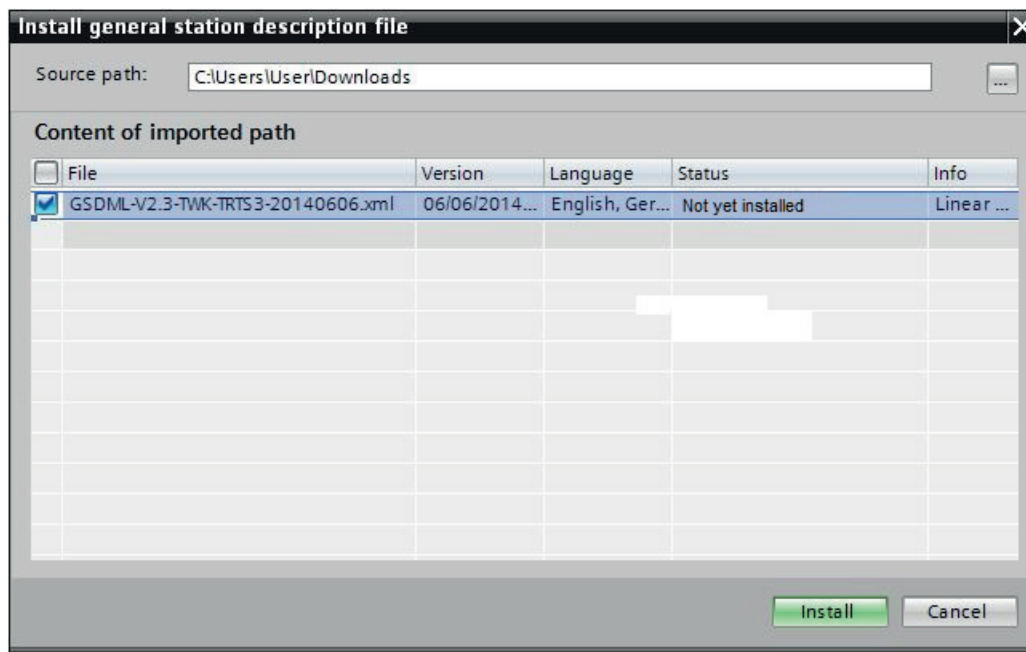 Install general station description file
Source path: C:\Users\User\Downloads ...
Content of imported path
File Version Language Status Info
GSDML-V2.3-TWK-TRTS3-20140606.xml 06/06/2014... English, Ger... Not yet installed Linear ...
Install Cancel